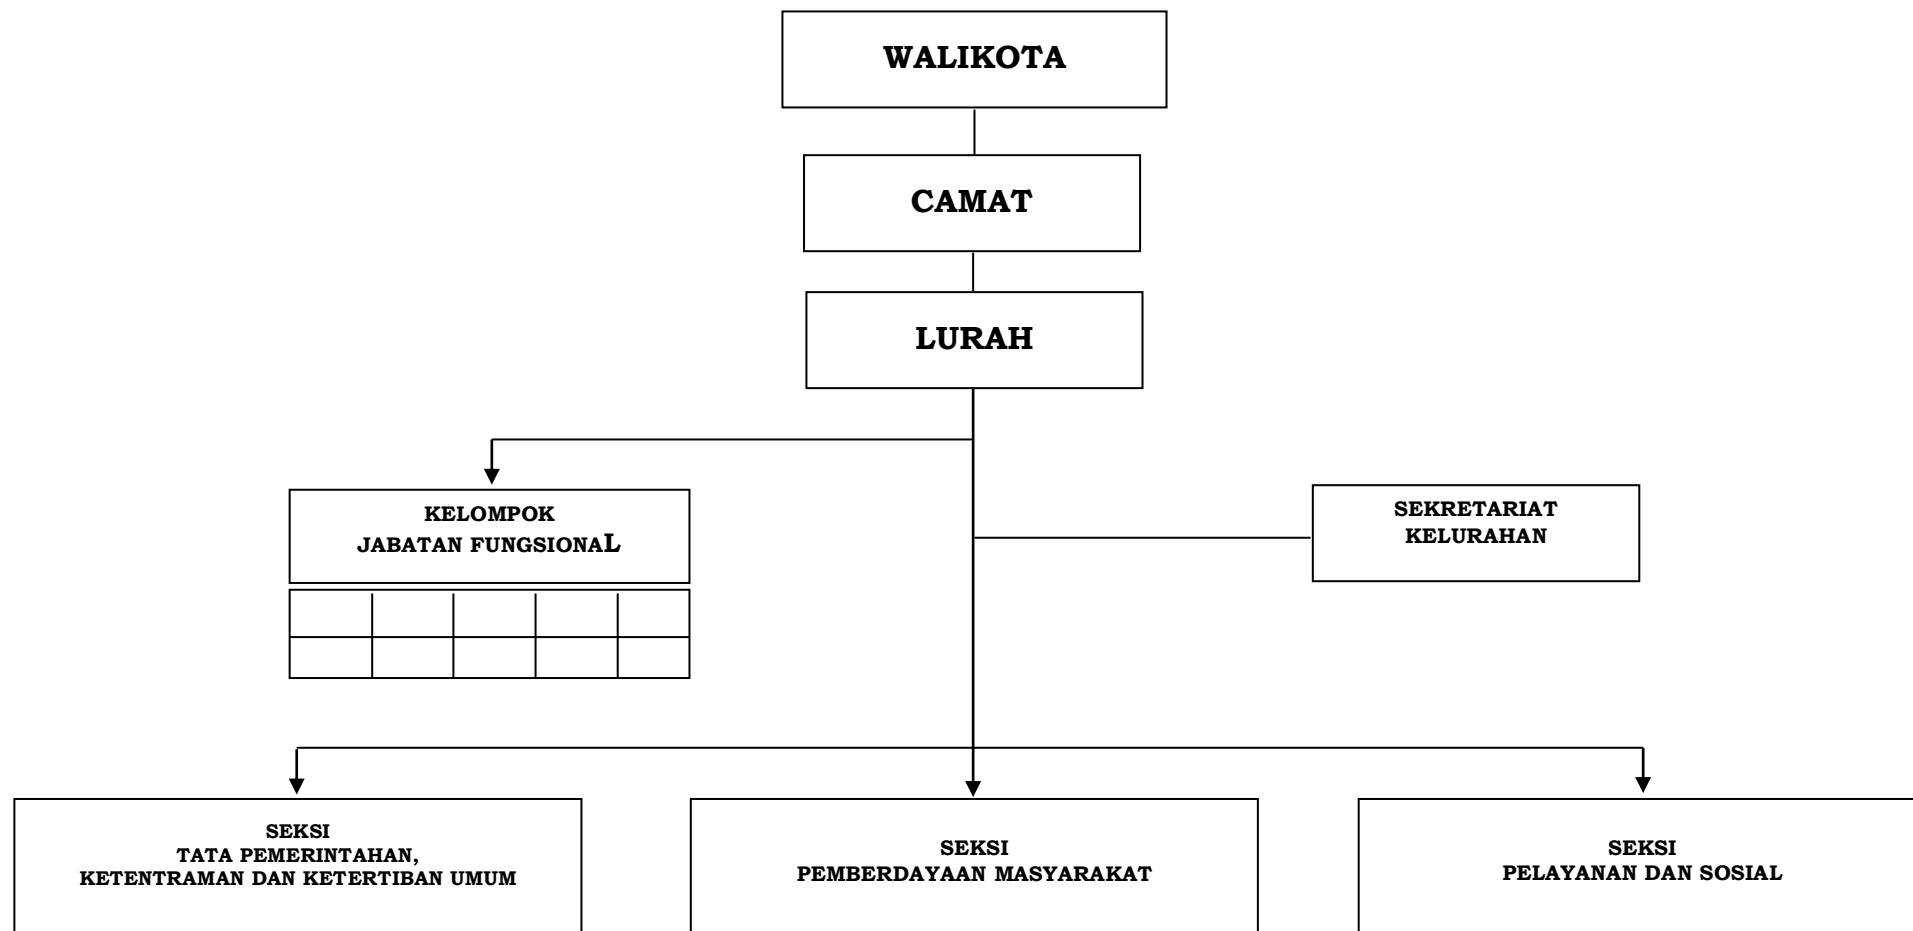 WALIKOTA
CAMAT
LURAH
KELOMPOK
JABATAN FUNGSIONAL
SEKRETARIAT
KELURAHAN
SEKSI
TATA PEMERINTAHAN,
KETENTRAMAN DAN KETERTIBAN UMUM
SEKSI
PEMBERDAYAAN MASYARAKAT
SEKSI
PELAYANAN DAN SOSIAL